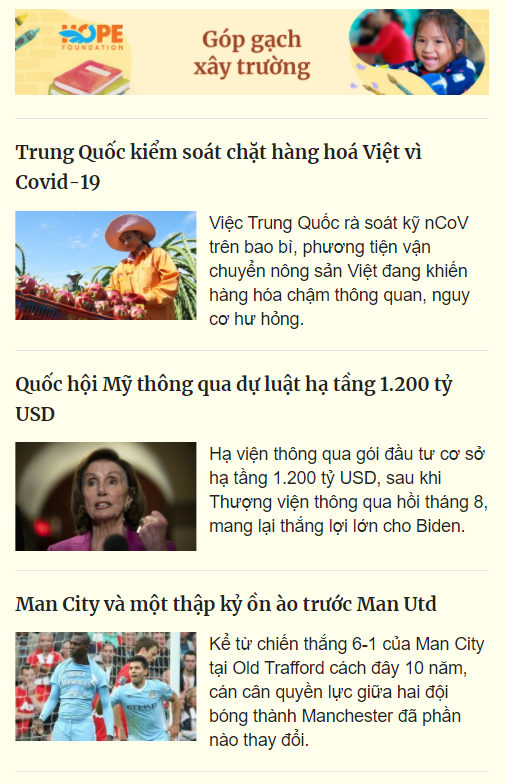 HOPE
FOUNDATION
Góp gạch
xây trường
Trung Quốc kiểm soát chặt hàng hoá Việt vì
Covid-19
Việc Trung Quốc rà soát kỹ nCoV
trên bao bì, phương tiện vận
chuyển nông sản Việt đang khiến
hàng hóa chậm thông quan, nguy
cơ hư hỏng.
Quốc hội Mỹ thông qua dự luật hạ tầng 1.200 tỷ
USD
Hạ viện thông qua gói đầu tư cơ sở
hạ tầng 1.200 tỷ USD, sau khi
Thượng viện thông qua hồi tháng 8,
mang lại thắng lợi lớn cho Biden.
Man City và một thập kỷ ồn ào trước Man Utd
Kể từ chiến thắng 6-1 của Man City
tại Old Trafford cách đây 10 năm,
cán cân quyền lực giữa hai đội
bóng thành Manchester đã phần
nào thay đổi.